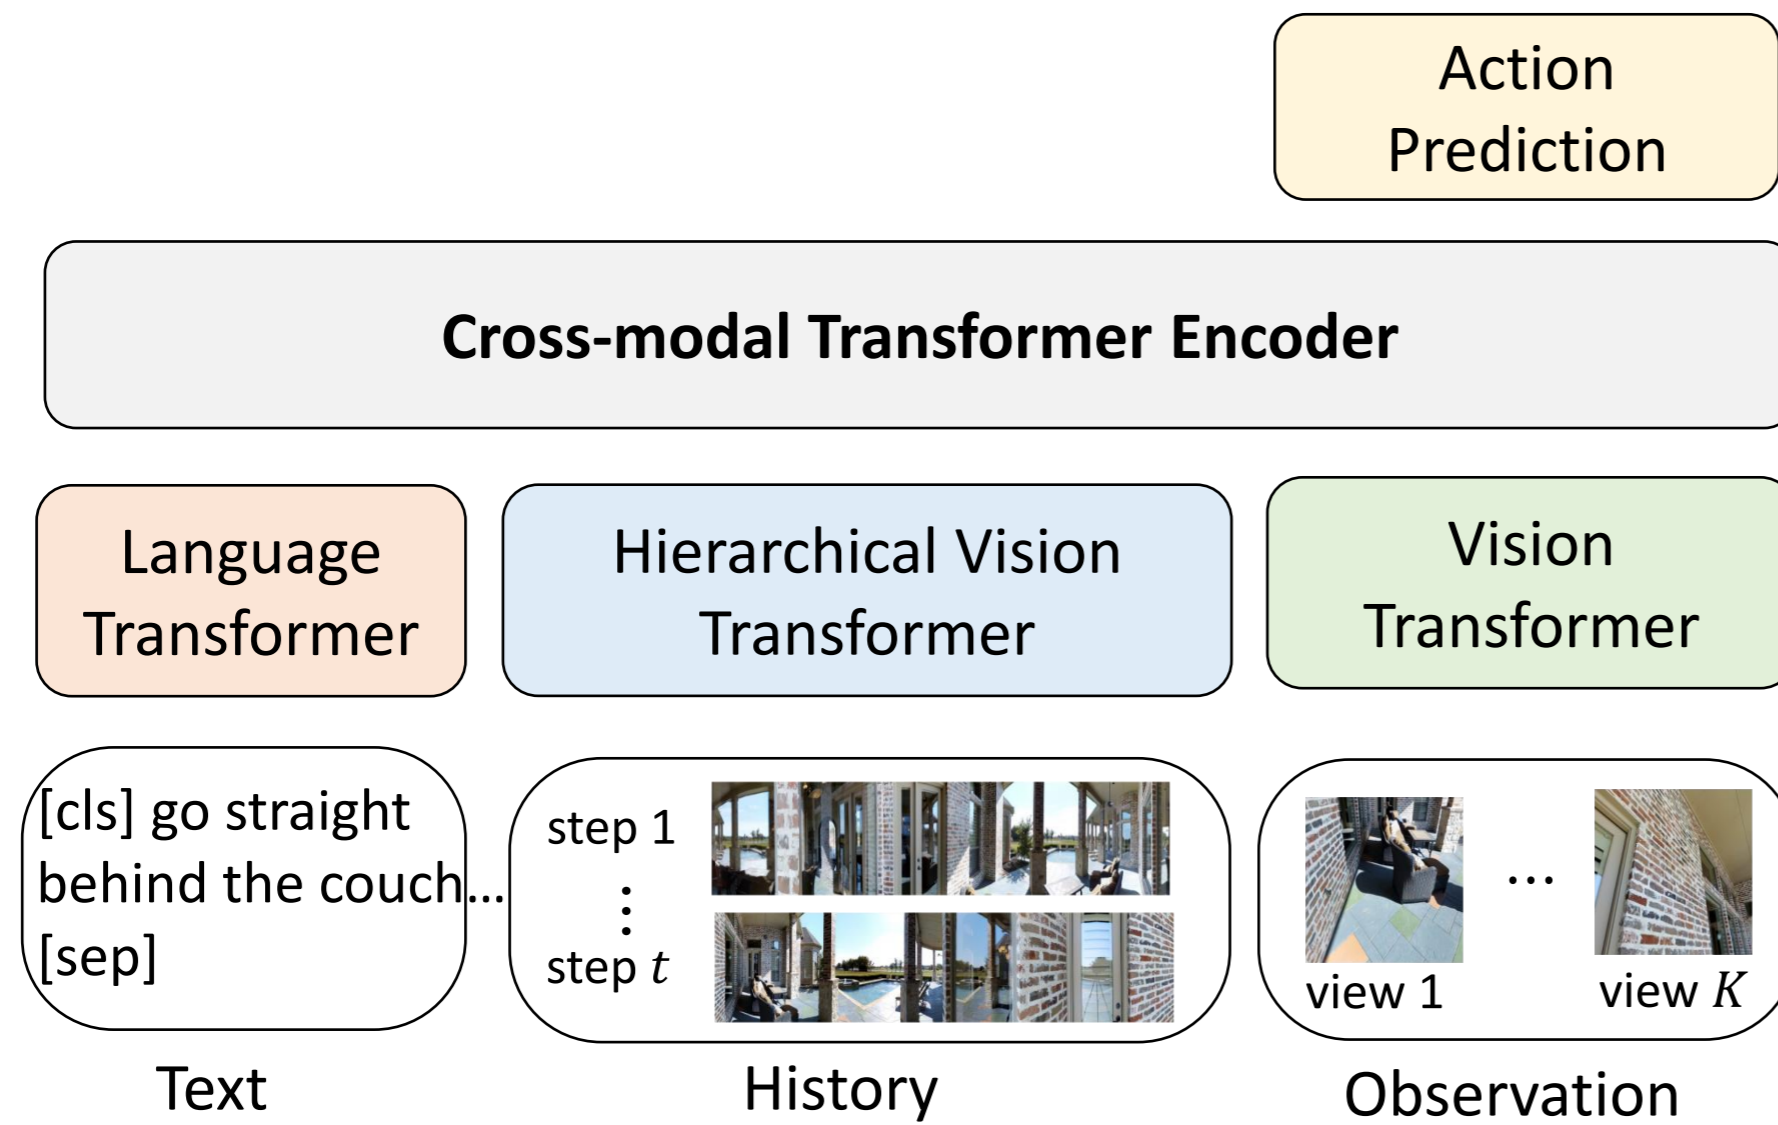 Action
Prediction
Cross-modal Transformer Encoder
Language
Transformer
Hierarchical Vision
Transformer
Vision
Transformer
[cls] go straight
behind the couch...
[sep]
step 1
⋮
step t
...
view 1
view K
Text
History
Observation